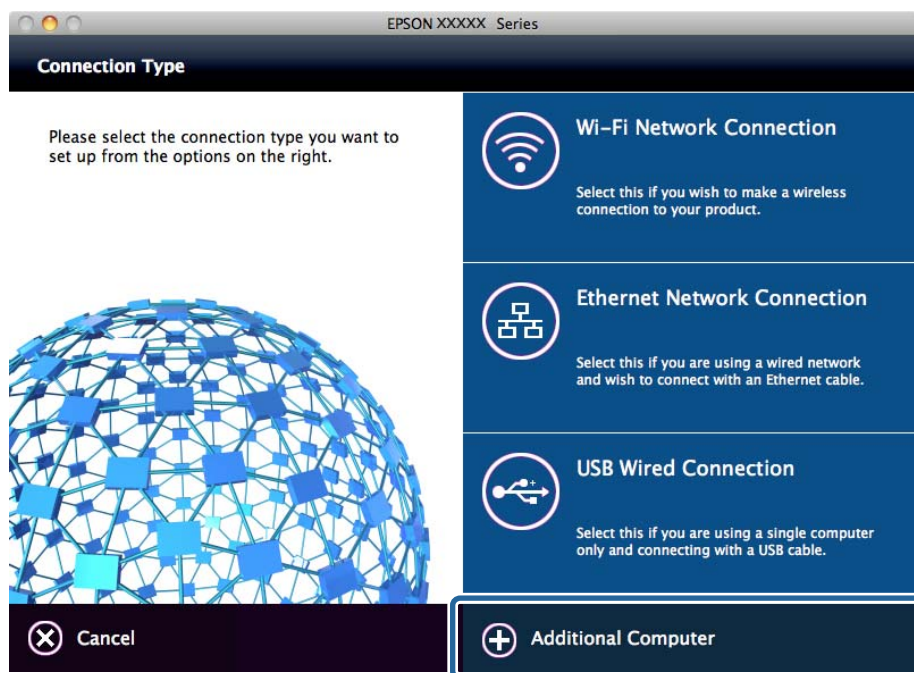 EPSON XXXXX Series
Connection Type
Please select the connection type you want to
set up from the options on the right.
Wi-Fi Network Connection
Select this if you wish to make a wireless
connection to your product.
Ethernet Network Connection
Select this if you are using a wired network
and wish to connect with an Ethernet cable.
USB Wired Connection
Select this if you are using a single computer
only and connecting with a USB cable.
Cancel
Additional Computer